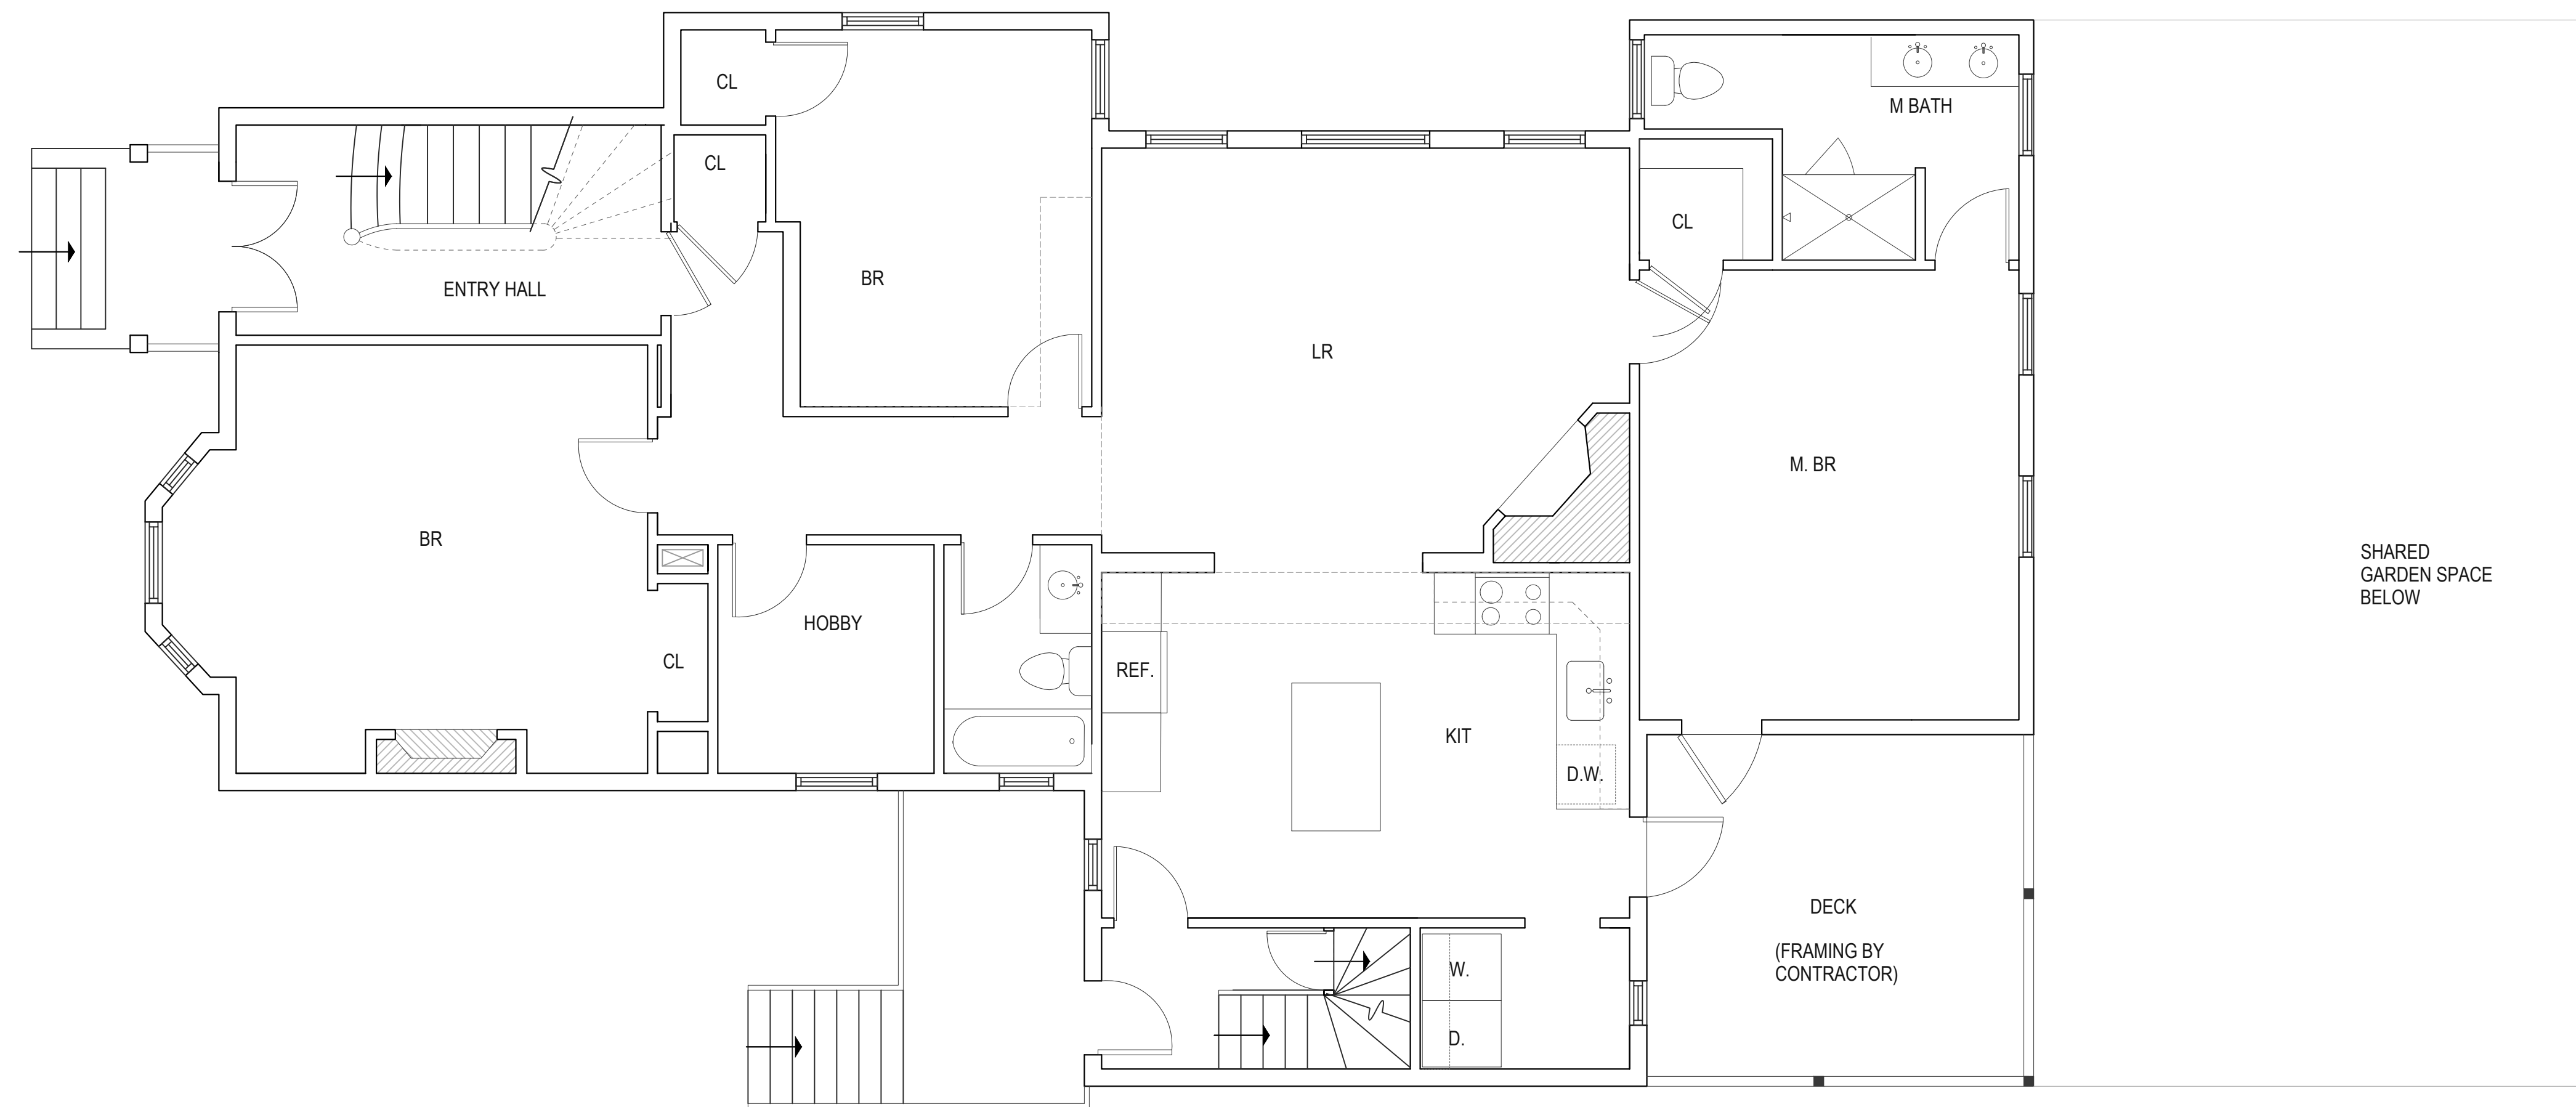 CL
M BATH
CL
CL
BR
ENTRY HALL
LR
M. BR
BR
SHARED
GARDEN SPACE
BELOW
HOBBY
CL
REF.
KIT
D.W.
DECK
(FRAMING BY
CONTRACTOR)
W.
D.